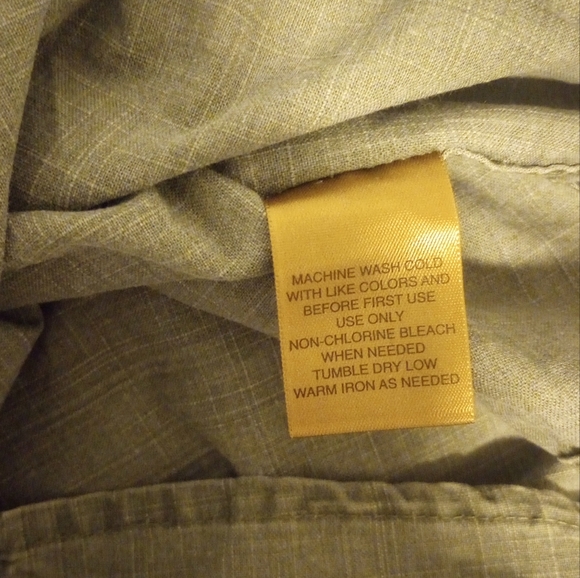 MACHINE WASH COLD
WITH LIKE COLORS AND
BEFORE FIRST USE
USE ONLY
NON-CHLORINE BLEACH
WHEN NEEDED
TUMBLE DRY LOW
WARM IRON AS NEEDED